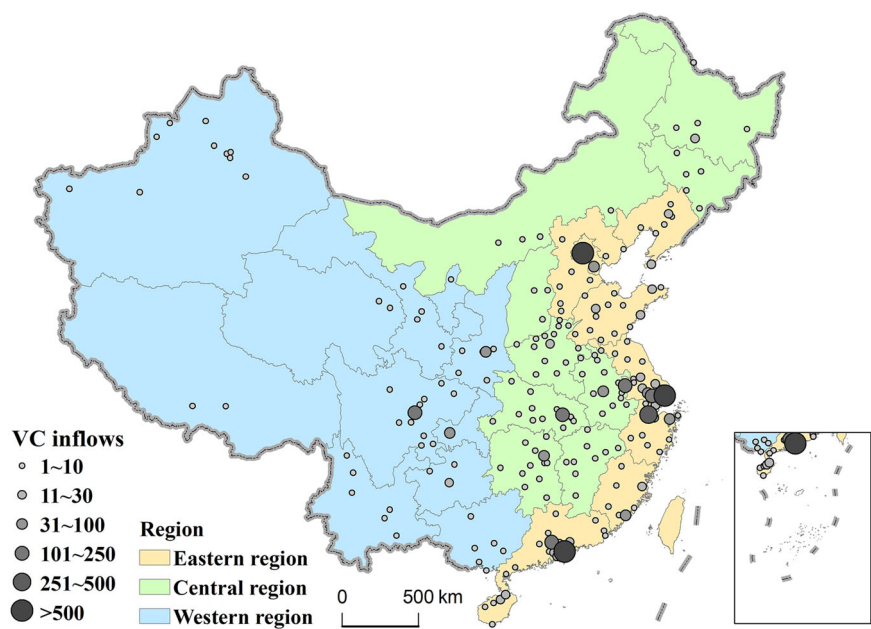 VC inflows
1~10
11~30
31~100
101~250
251~500
>500
Region
Eastern region
Central region
Western region
0 500 km